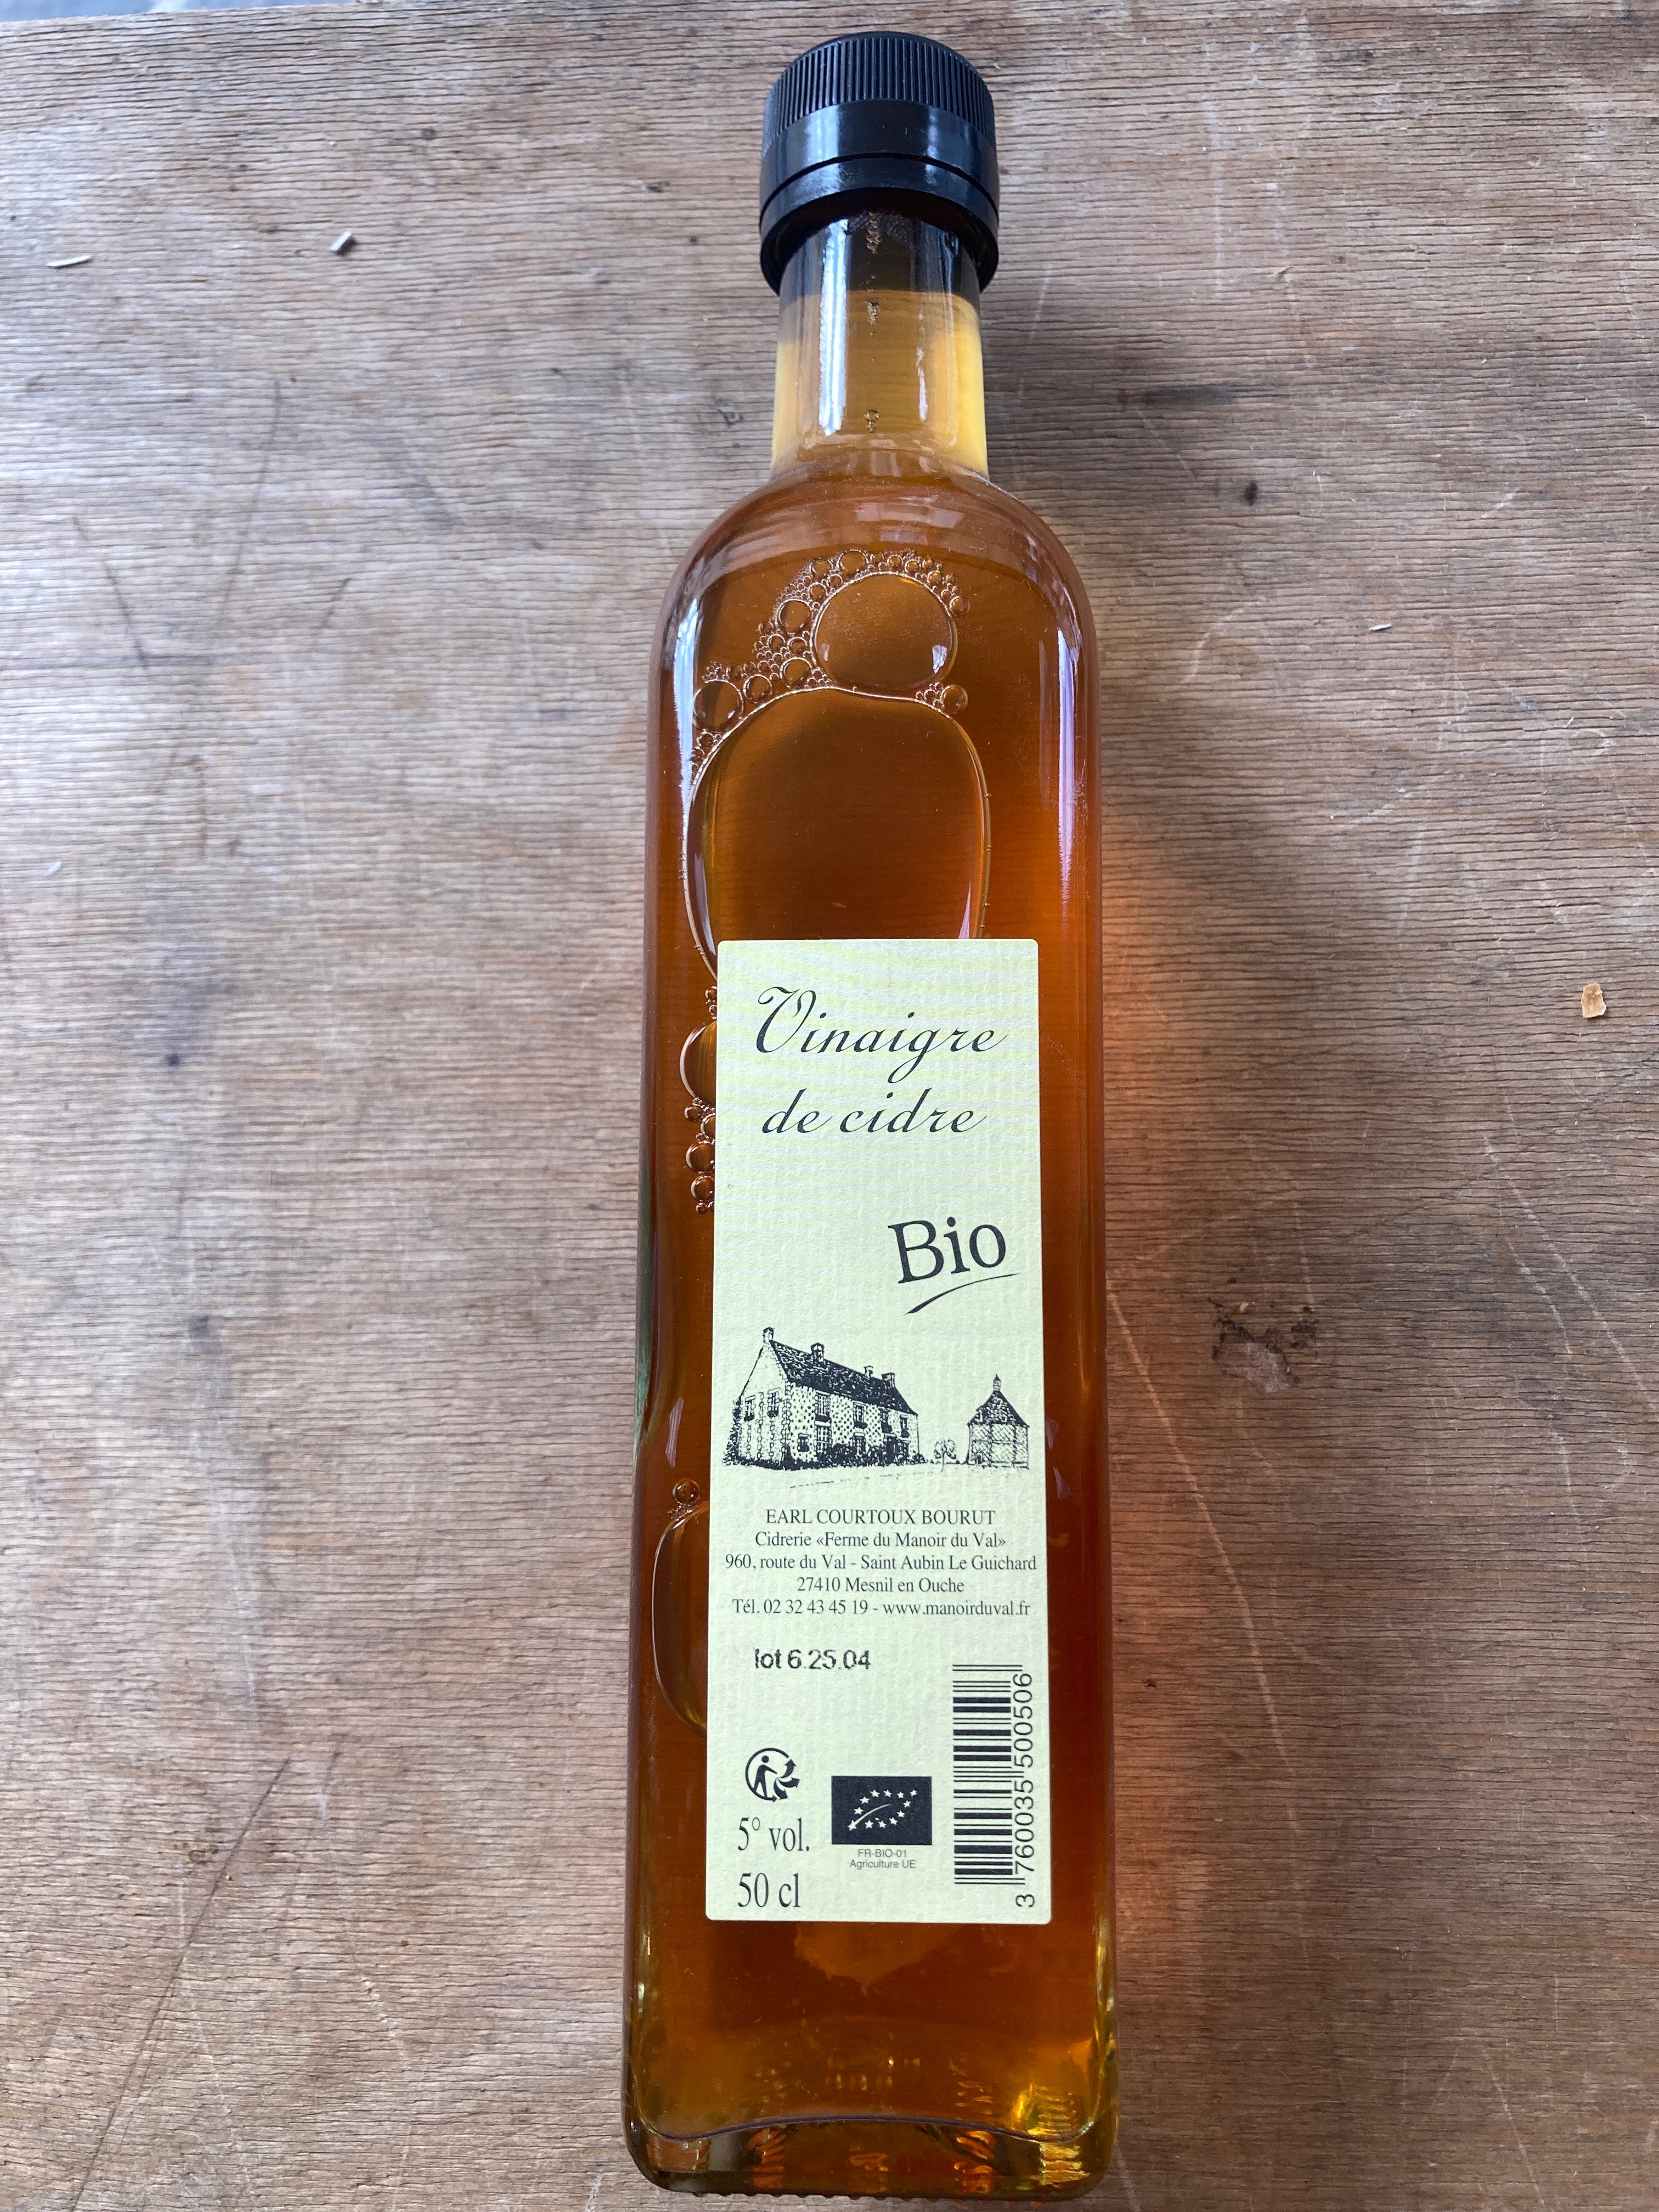 Vinaigre
de cidre
Bio
EARL COURTOUX BOURUT
Cidrerie «Ferme du Manoir du Val»
960, route du Val - Saint Aubin Le Guichard
27410 Mesnil en Ouche
Tél. 02 32 43 45 19 - www.manoirduval.fr
lot 6.25.04
5° vol.
50 cl
FR-BIO-01
Agriculture UE
3 760035 500506